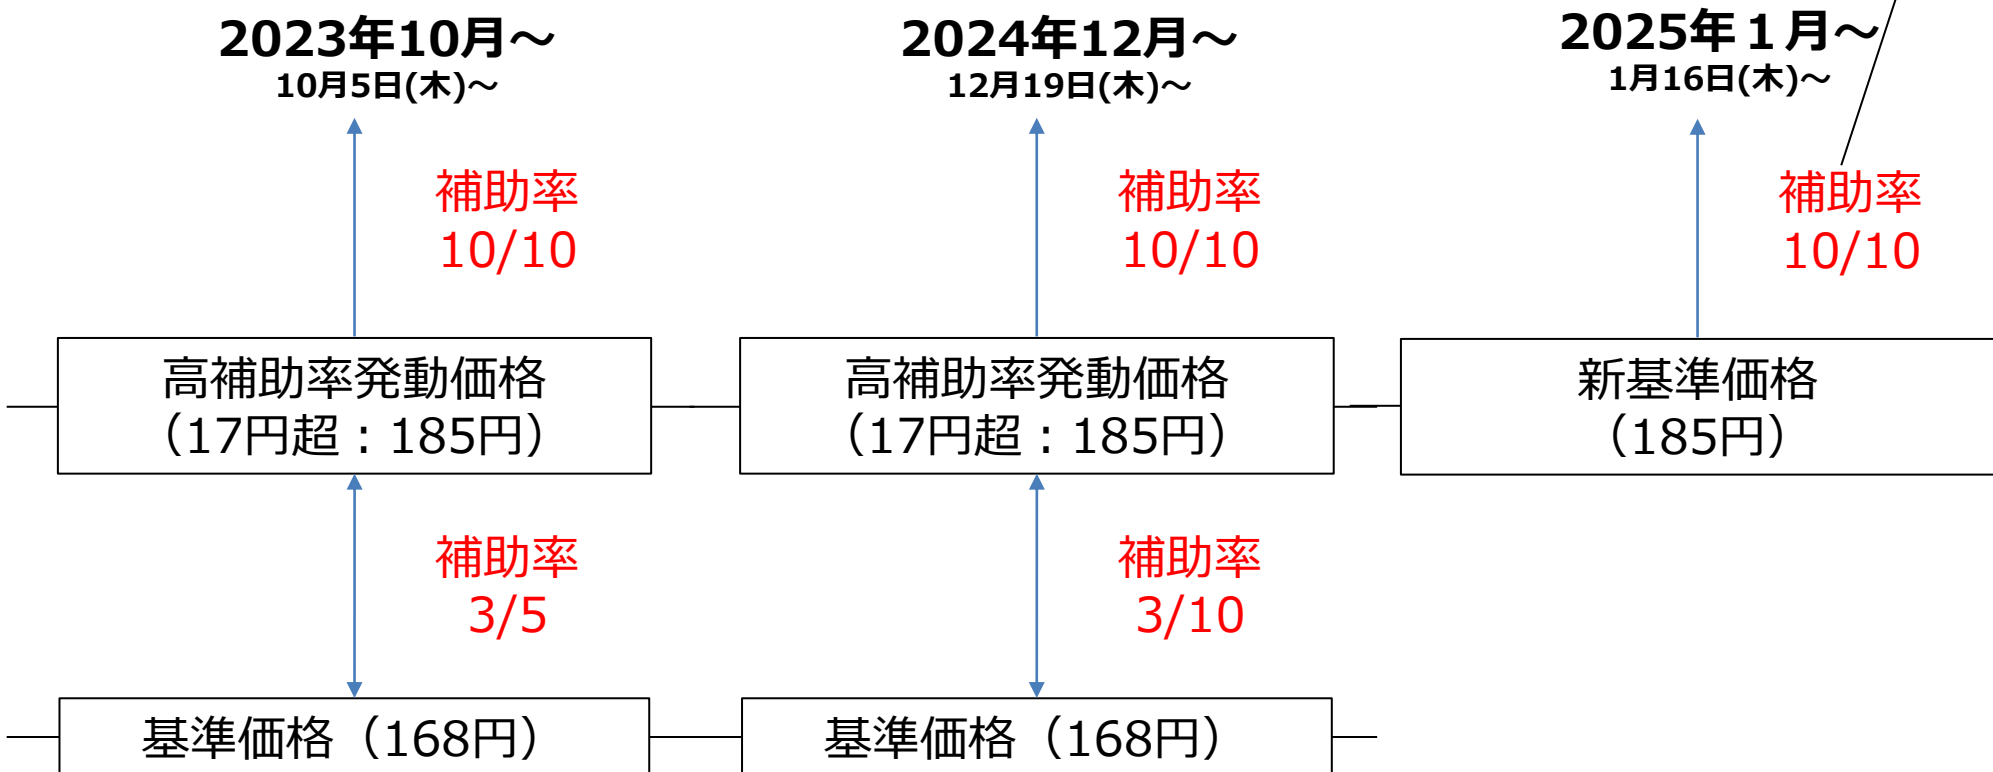 2023年10月～
10月5日(木)～
補助率
10/10
高補助率発動価格
（17円超：185円）
補助率
3/5
基準価格（168円）
2024年12月～
12月19日(木)～
補助率
10/10
高補助率発動価格
（17円超：185円）
補助率
3/10
基準価格（168円）
2025年１月～
1月16日(木)～
補助率
10/10
新基準価格
（185円）